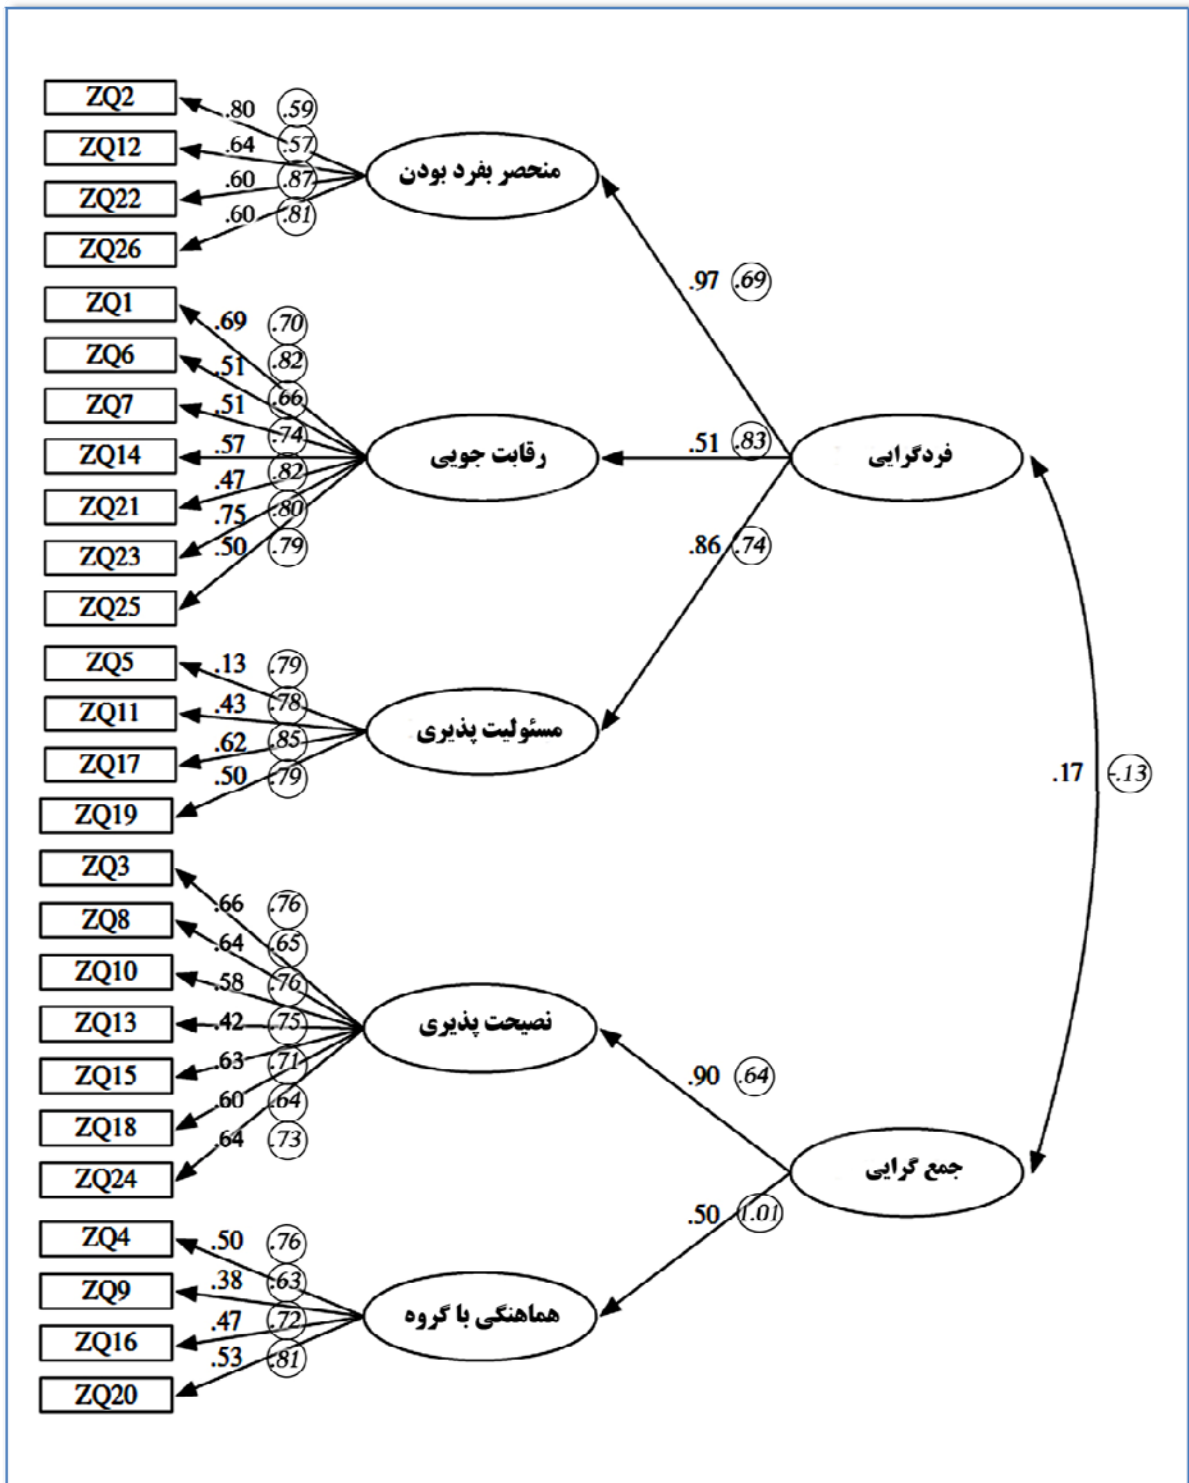 ZQ2
.80 .59
ZQ12
.64 .57
منحصر بفرد بودن
ZQ22
.60 .87
ZQ26
.60 .81
.97 .69
ZQ1
.69 .70
ZQ6
.51 .82
ZQ7
.51 .66
ZQ14
.57 .74
رقابت جویی
.51 .83
فردگرایی
ZQ21
.47 .82
ZQ23
.75 .80
ZQ25
.50 .79
.86 .74
ZQ5
.13 .79
ZQ11
.43 .78
مسئولیت پذیری
ZQ17
.62 .85
ZQ19
.50 .79
.17 -.13
ZQ3
.66 .76
ZQ8
.64 .65
ZQ10
.58 .76
ZQ13
.42 .75
نصیحت پذیری
ZQ15
.63 .71
ZQ18
.60 .64
ZQ24
.64 .73
.90 .64
جمع گرایی
.50 1.01
ZQ4
.50 .76
ZQ9
.38 .63
هماهنگی با گروه
ZQ16
.47 .72
ZQ20
.53 .81